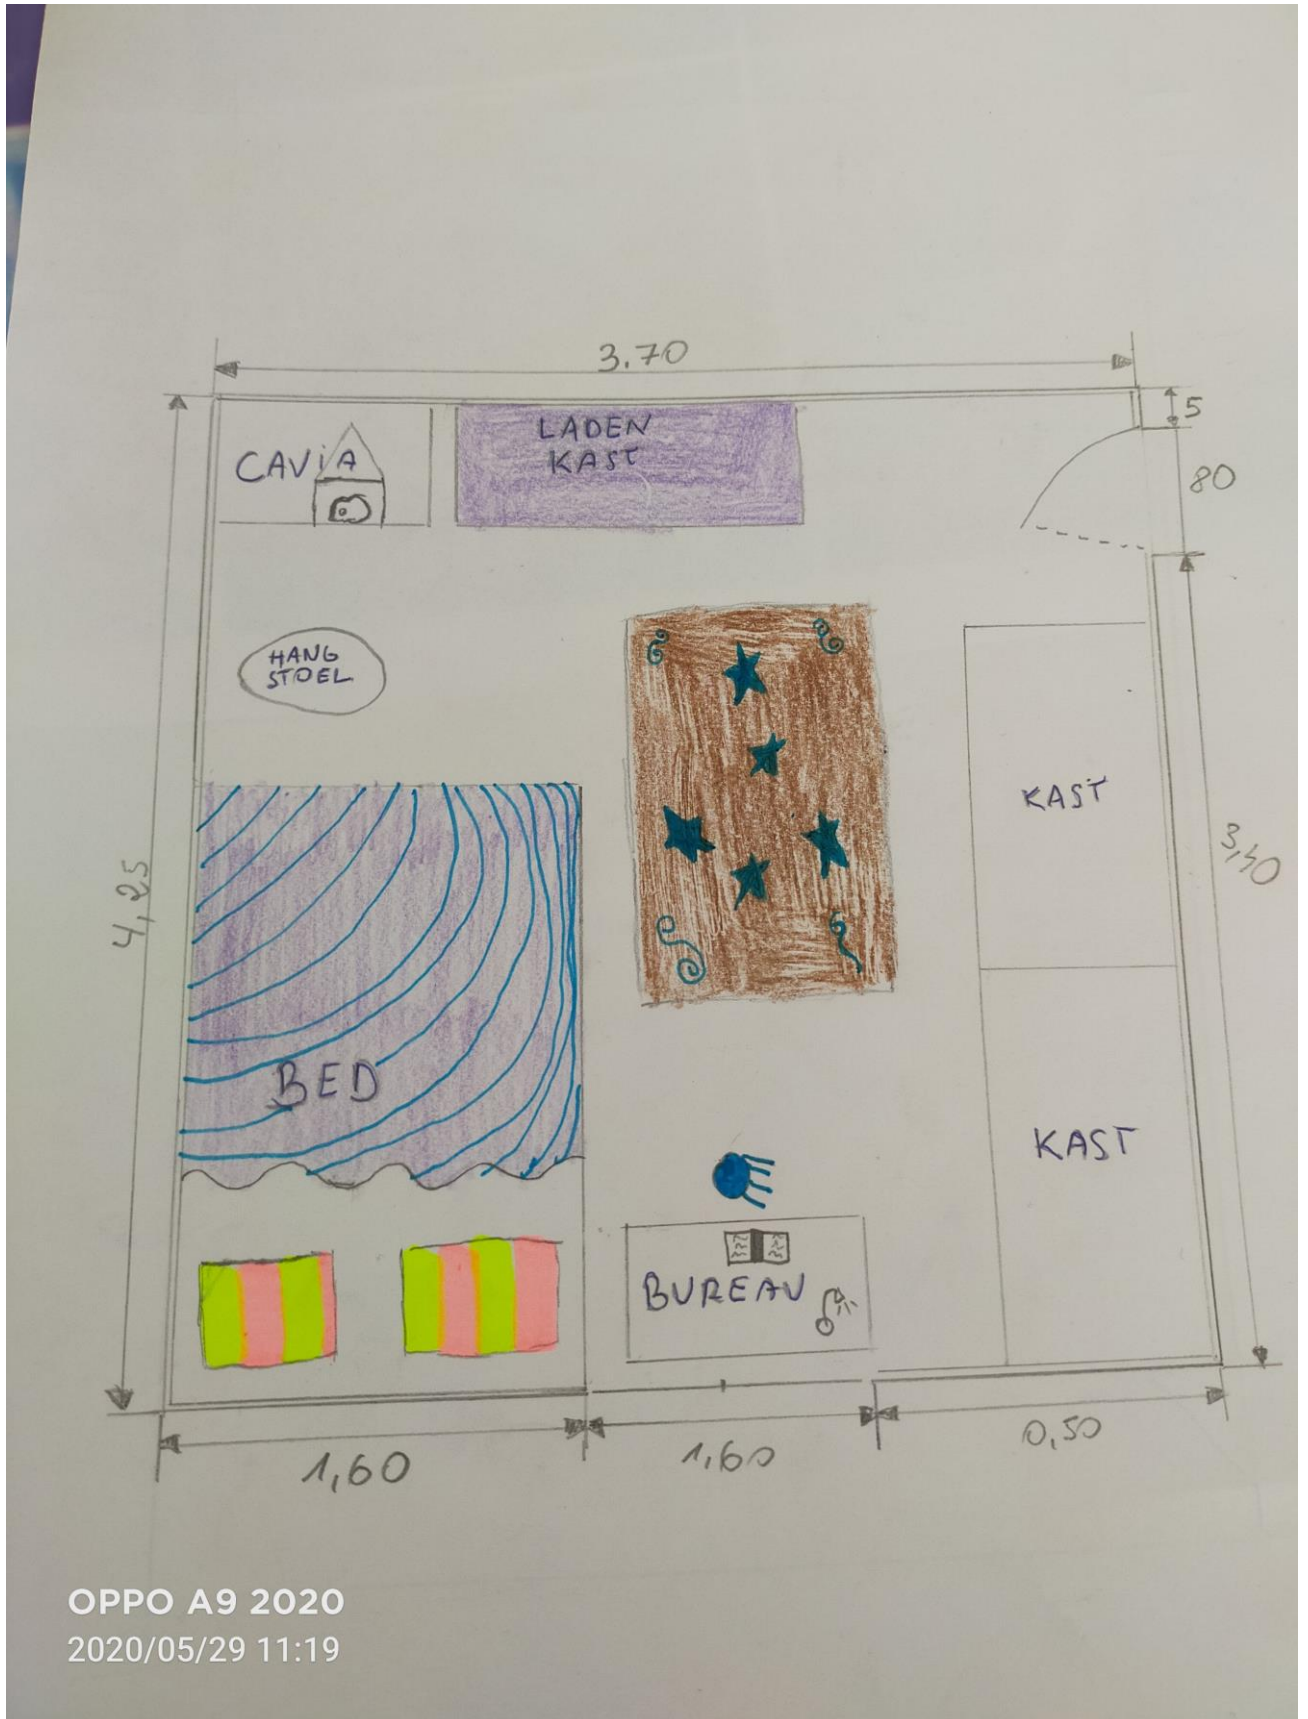 3.70
5
CAViA
LADEN
KAST
80
HANG
STOEL
KAST
3,40
4,25
BED
KAST
BUREAU
1,60
1,60
0,50
OPPO A9 2020
2020/05/29 11:19